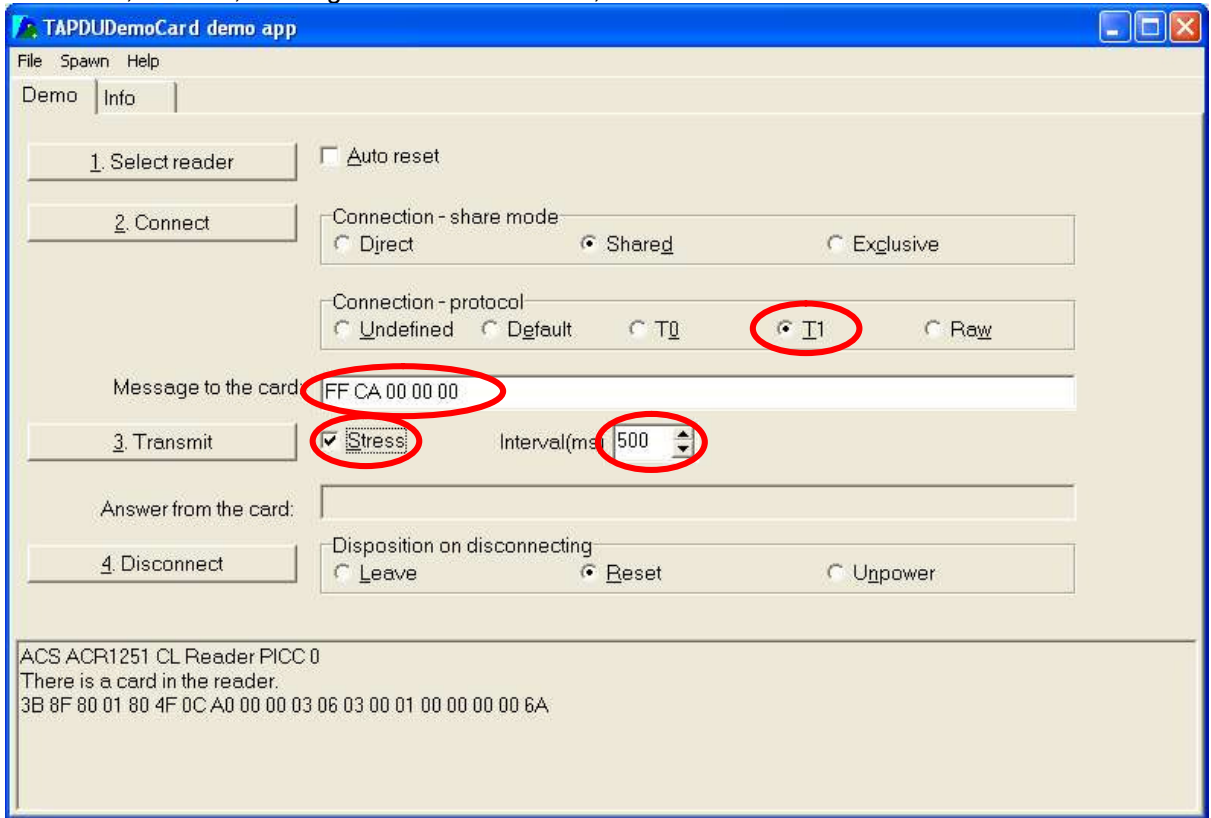 TAPDUDemoCard demo app
File Spawn Help
Demo Info
1. Select reader Auto reset
2. Connect Connection - share mode
Direct Shared Exclusive
Connection - protocol
Undefined Default T0 T1 Raw
Message to the card: FF CA 00 00 00
3. Transmit Stress Interval(ms) 500
Answer from the card:
4. Disconnect Disposition on disconnecting
Leave Reset Unpower
ACS ACR1251 CL Reader PICC 0
There is a card in the reader.
3B 8F 80 01 80 4F 0C A0 00 00 03 06 03 00 01 00 00 00 00 6A